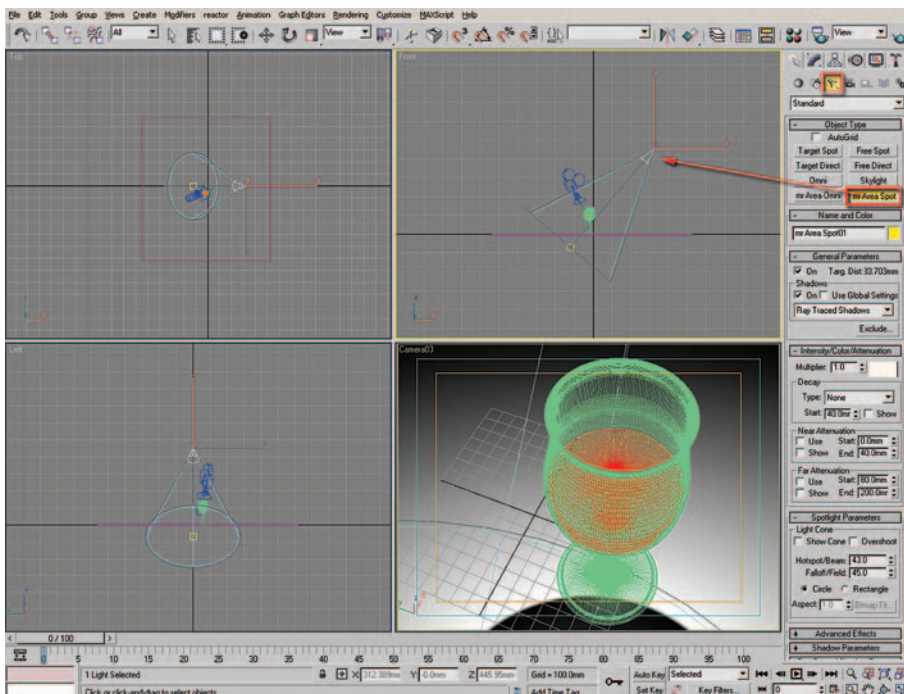 File Edit Tools Group Views Create Modifiers reactor Animation Graph Editors Rendering Customize MAXScript Help
All View View
Top
Front
Standard
Object Type
AutoGrid
Target Spot Free Spot
Target Direct Free Direct
Omni Skylight
mr Area Omni mr Area Spot
Name and Color
mr Area Spot01
General Parameters
On Targ. Dist: 33.703mm
Shadows
On Use Global Settings
Ray Traced Shadows
Exclude...
Left
Camera03
Intensity/Color/Attenuation
Multiplier: 1.0
Decay
Type: None
Start: 40.0mr Show
Near Attenuation
Use Start: 0.0mm
Show End: 40.0mm
Far Attenuation
Use Start: 80.0mm
Show End: 200.0mr
Spotlight Parameters
Light Cone
Show Cone Overshoot
Hotspot/Beam: 43.0
Falloff/Field: 45.0
Circle Rectangle
Aspect: 1.0 Bitmap Fit...
Advanced Effects
Shadow Parameters
0 / 100
0 5 10 15 20 25 30 35 40 45 50 55 60 65 70 75 80 85 90 95 100
1 Light Selected X: 312.389mm Y: -0.0mm Z: 445.95mm Grid = 100.0mm Auto Key Selected
Click or click-and-drag to select objects Add Time Tag Set Key Key Filters... 0